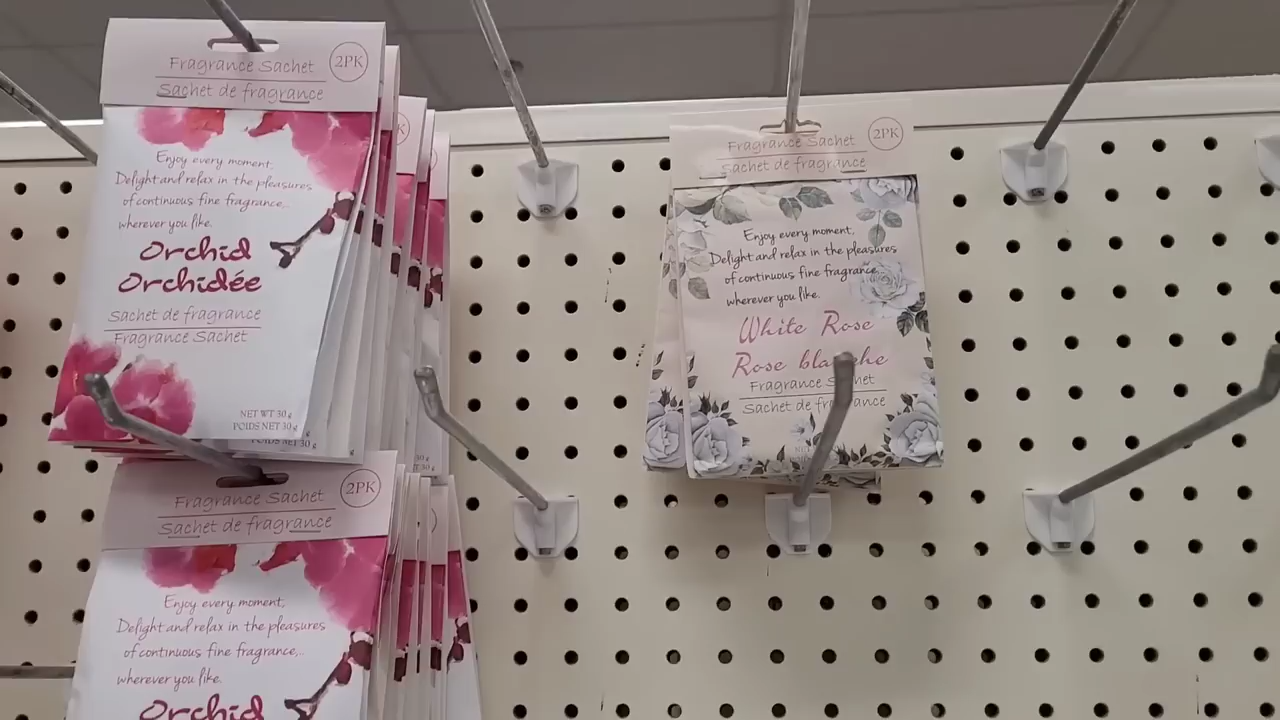 Fragrance Sachet
Sachet de fragrance
2PK
Enjoy every moment,
Delight and relax in the pleasures
of continuous fine fragrance,..
wherever you like.
Orchid
Orchidée
Sachet de fragrance
Fragrance Sachet
NET WT 30 g
POIDS NET 30 g
POIDS NET 30 g
Fragrance Sachet
Sachet de fragrance
2PK
Enjoy every moment,
Delight and relax in the pleasures
of continuous fine fragrance,..
wherever you like.
Orchid
Fragrance Sachet
Sachet de fragrance
2PK
Enjoy every moment,
Delight and relax in the pleasures
of continuous fine fragrance,
wherever you like.
White Rose
Rose blanche
Fragrance Sachet
Sachet de fragrance